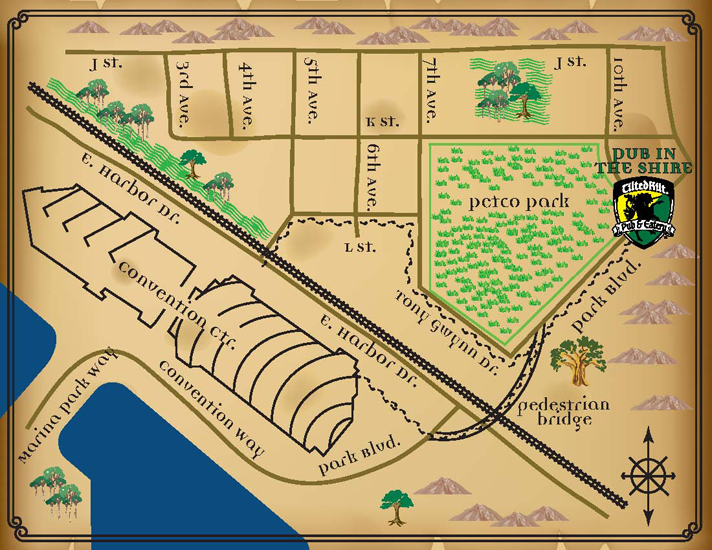 J St.
3rd Ave.
4th Ave.
5th Ave.
7th Ave.
J St.
10th Ave.
K St.
6th Ave.
Dub in
the Shire
Tilted Kilt
Pub & Eatery
Petco Park
E. Harbor Dr.
L St.
Convention Ctr.
Tony Gwynn Dr.
Park Blvd.
E. Harbor Dr.
Marina Park Way
Convention Way
Park Blvd.
Pedestrian
Bridge